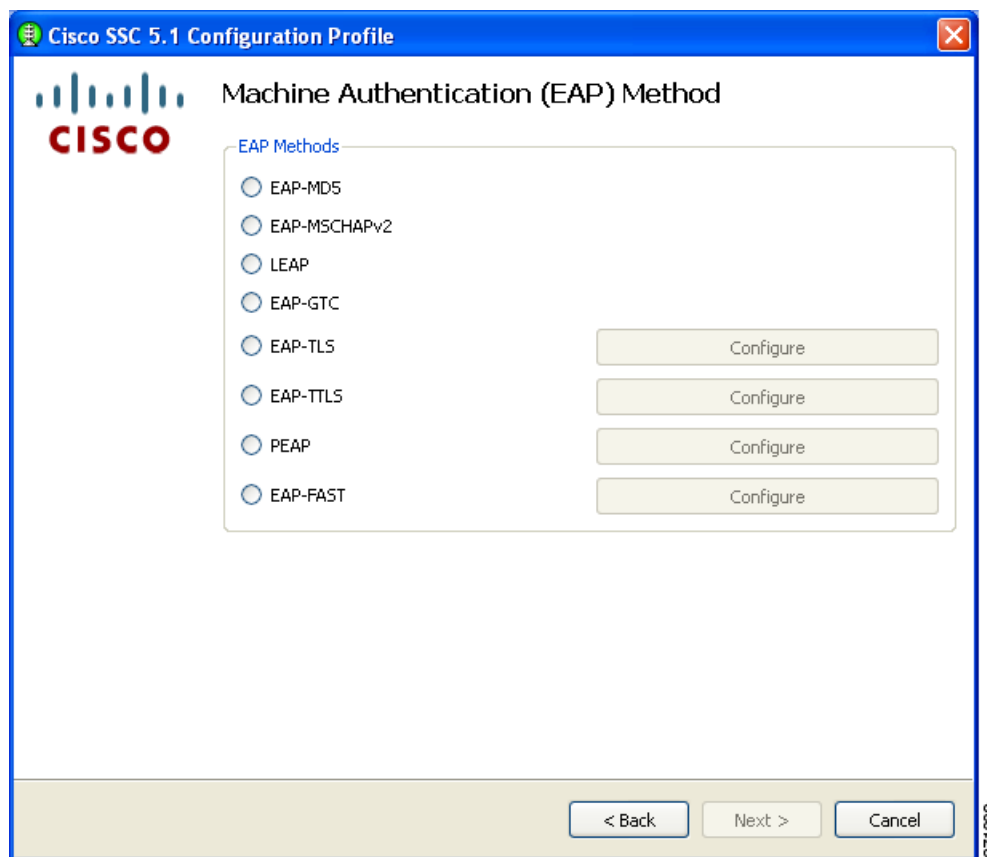 Cisco SSC 5.1 Configuration Profile
CISCO
Machine Authentication (EAP) Method
EAP Methods
EAP-MD5
EAP-MSCHAPv2
LEAP
EAP-GTC
EAP-TLS Configure
EAP-TTLS Configure
PEAP Configure
EAP-FAST Configure
< Back Next > Cancel